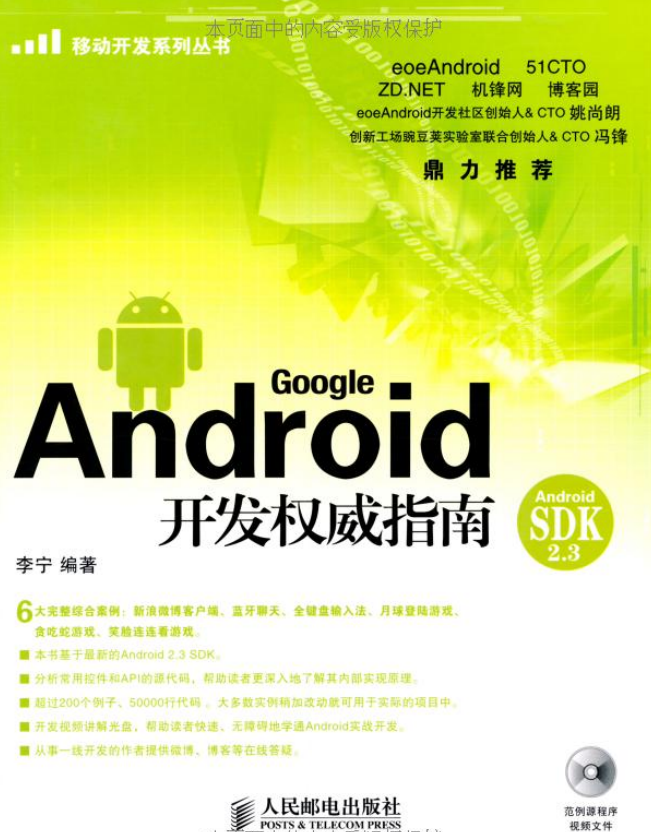 本页面中的内容受版权保护
移动开发系列丛书
eoeAndroid 51CTO
ZD.NET 机锋网 博客园
eoeAndroid开发社区创始人& CTO 姚尚朗
创新工场豌豆荚实验室联合创始人& CTO 冯锋
鼎力推荐
Google
Android
开发权威指南
Android
SDK
2.3
李宁 编著
6大完整综合案例：新浪微博客户端、蓝牙聊天、全键盘输入法、月球登陆游戏、
贪吃蛇游戏、笑脸连连看游戏。
■ 本书基于最新的Android 2.3 SDK。
■ 分析常用控件和API的源代码，帮助读者更深入地了解其内部实现原理。
■ 超过200个例子、50000行代码。大多数实例稍加改动就可用于实际的项目中。
■ 开发视频讲解光盘，帮助读者快速、无障碍地学通Android实战开发。
■ 从事一线开发的作者提供微博、博客等在线答疑。
范例源程序
视频文件
人民邮电出版社
POSTS & TELECOM PRESS